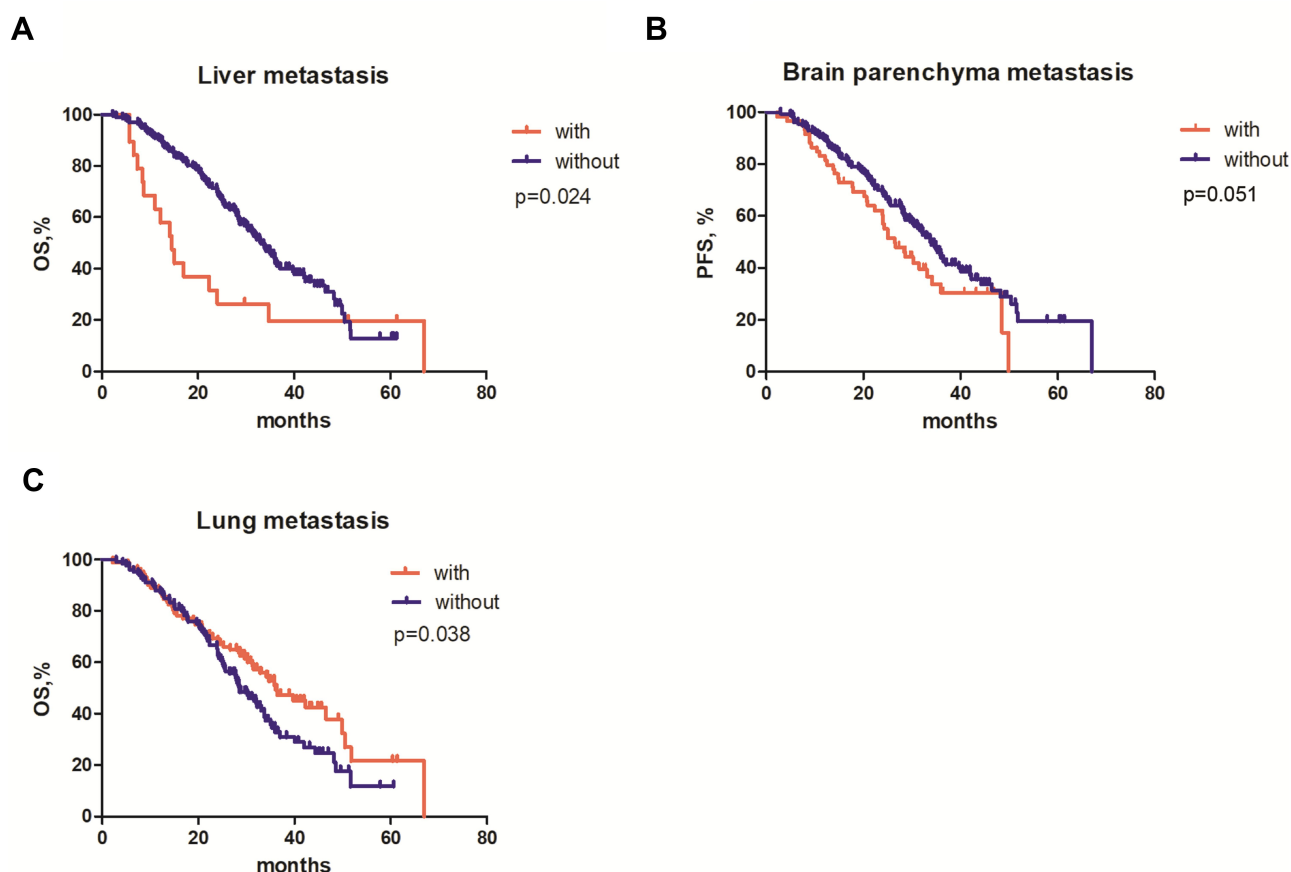 A
Liver metastasis
100
80
60
40
20
0
OS,%
0 20 40 60 80
months
with
without
p=0.024
B
Brain parenchyma metastasis
100
80
60
40
20
0
PFS, %
0 20 40 60 80
months
with
without
p=0.051
C
Lung metastasis
100
80
60
40
20
0
OS,%
0 20 40 60 80
months
with
without
p=0.038